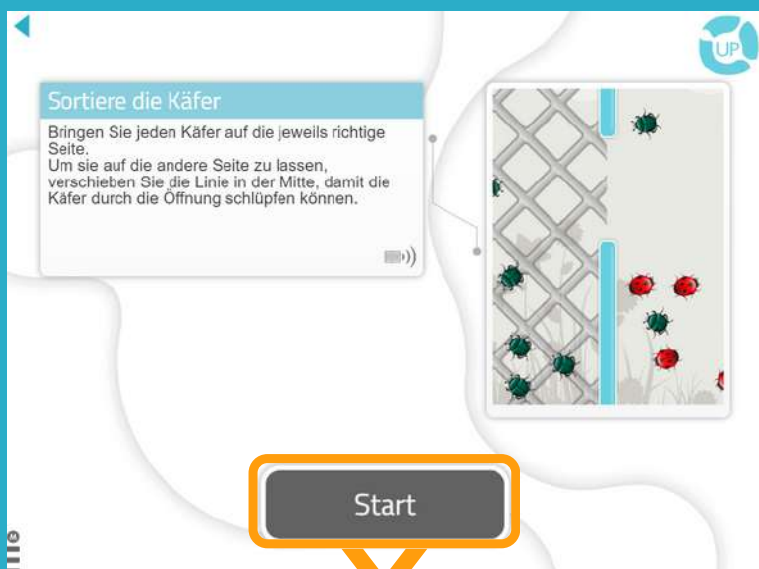 UP
Sortiere die Käfer
Bringen Sie jeden Käfer auf die jeweils richtige
Seite.
Um sie auf die andere Seite zu lassen,
verschieben Sie die Linie in der Mitte, damit die
Käfer durch die Öffnung schlüpfen können.
Start